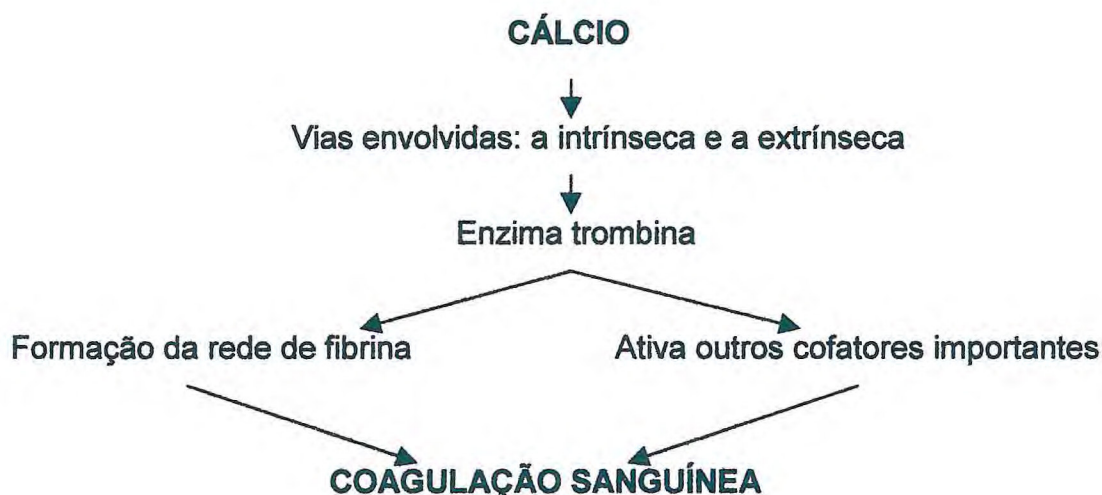 CÁLCIO
Vias envolvidas: a intrínseca e a extrínseca
Enzima trombina
Formação da rede de fibrina
Ativa outros cofatores importantes
COAGULAÇÃO SANGUÍNEA